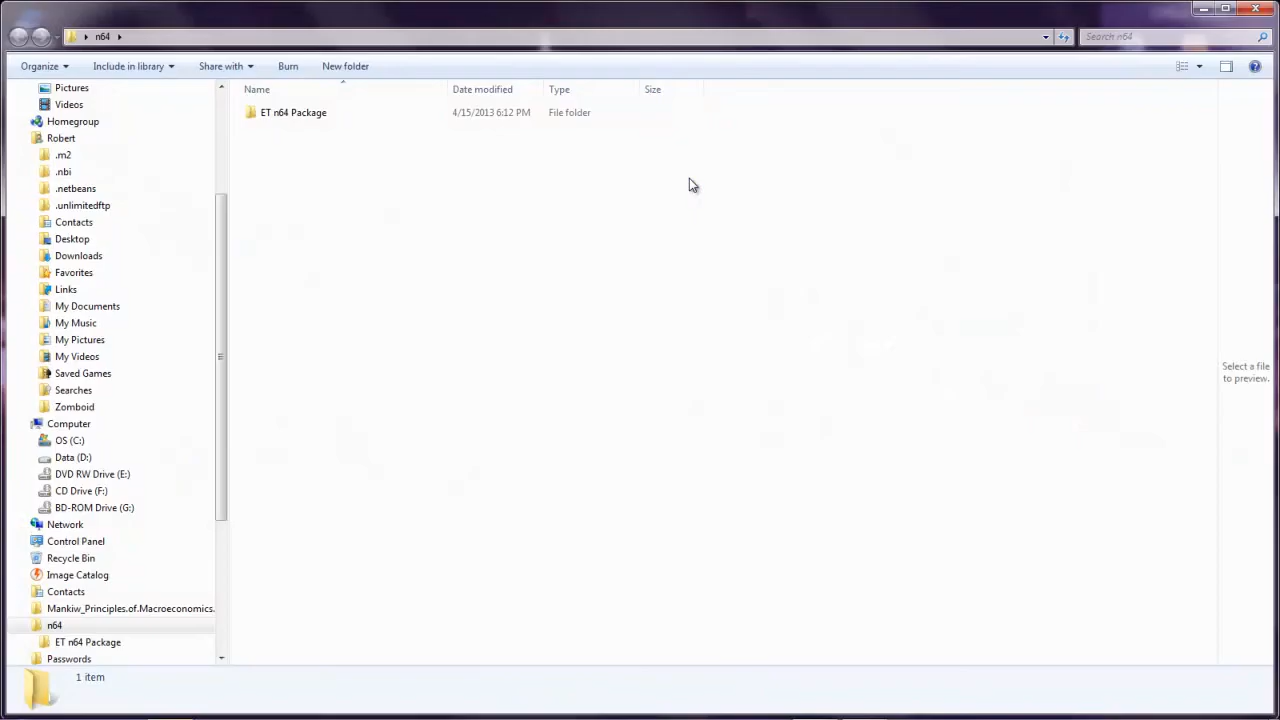 n64
Search n64
Organize
Include in library
Share with
Burn
New folder
Name
Date modified
Type
Size
ET n64 Package
4/15/2013 6:12 PM
File folder
Pictures
Videos
Homegroup
Robert
.m2
.nbi
.netbeans
.unlimitedftp
Contacts
Desktop
Downloads
Favorites
Links
My Documents
My Music
My Pictures
My Videos
Saved Games
Searches
Zomboid
Computer
OS (C:)
Data (D:)
DVD RW Drive (E:)
CD Drive (F:)
BD-ROM Drive (G:)
Network
Control Panel
Recycle Bin
Image Catalog
Contacts
Mankiw_Principles.of.Macroeconomics.
n64
ET n64 Package
Passwords
Select a file
to preview.
1 item